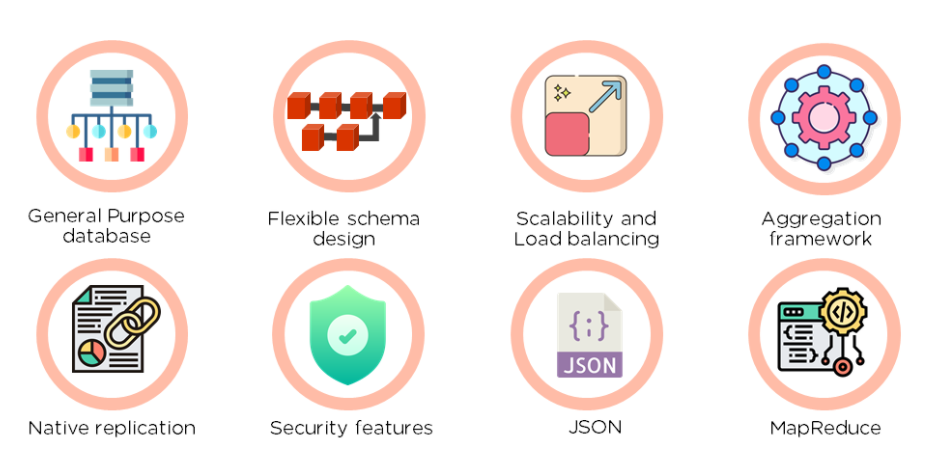 General Purpose
database
Flexible schema
design
Scalability and
Load balancing
Aggregation
framework
Native replication
Security features
{;}
JSON
JSON
</>
MapReduce